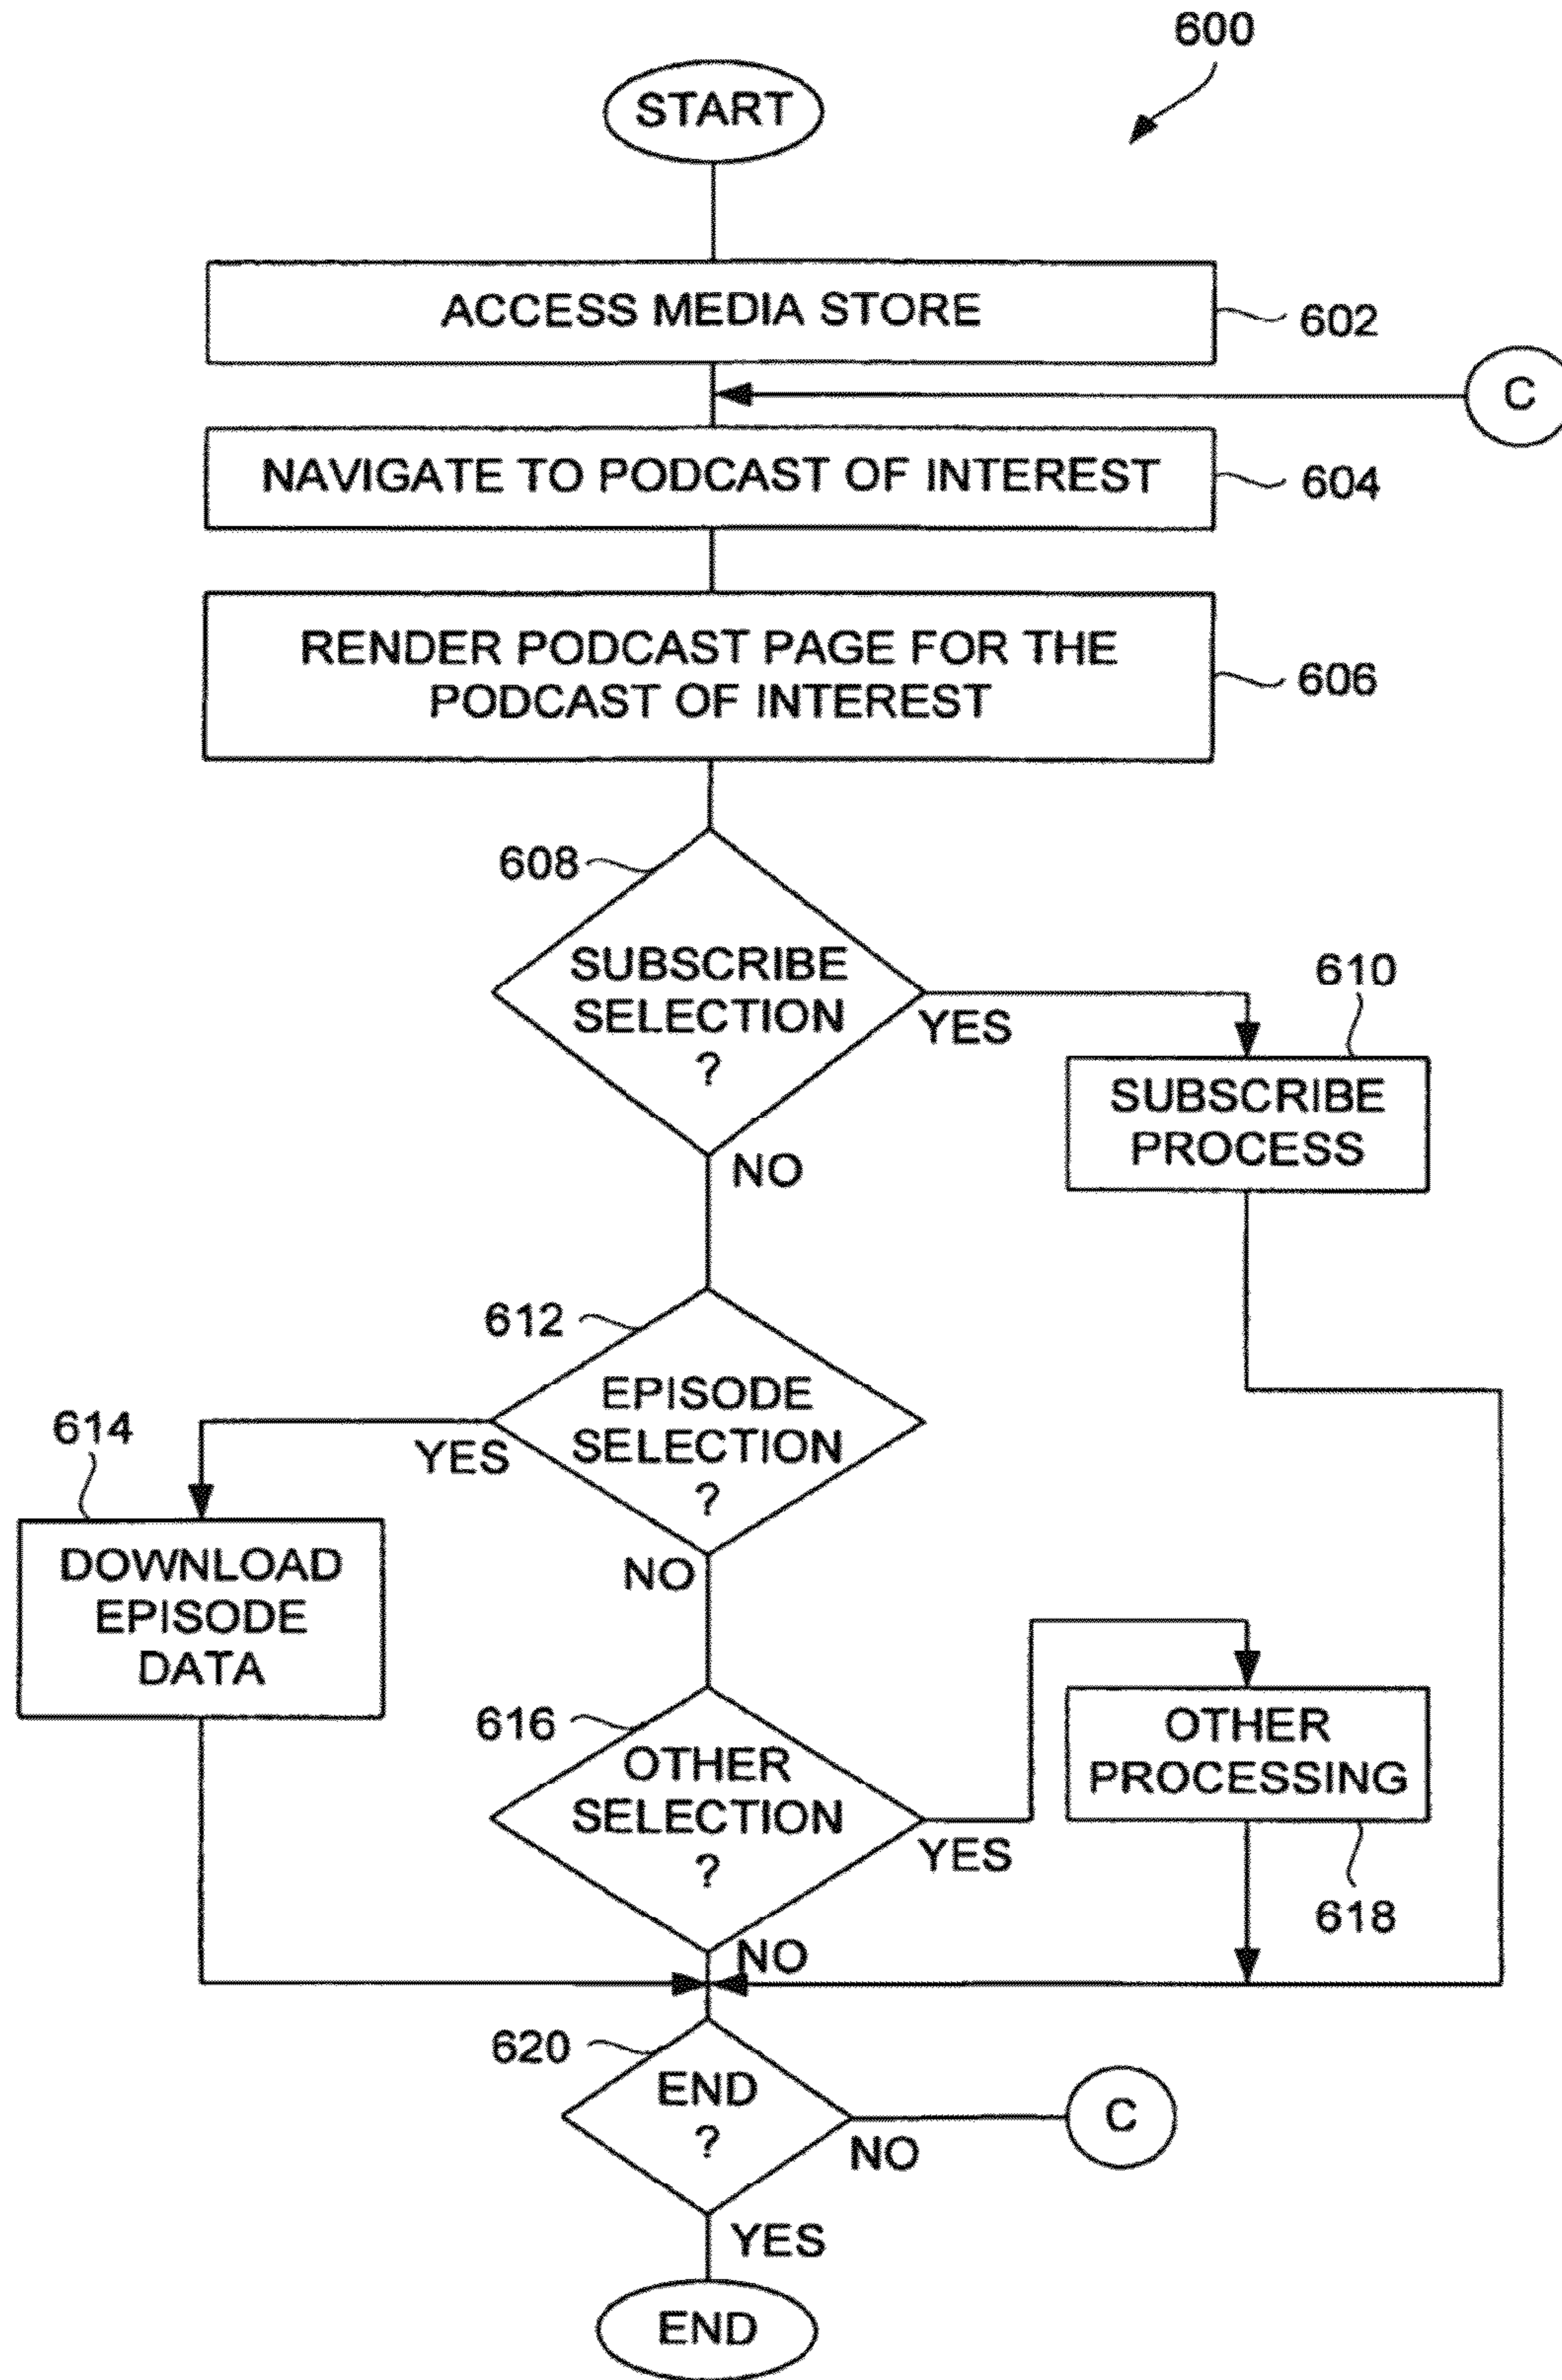 600
START
ACCESS MEDIA STORE
602
C
NAVIGATE TO PODCAST OF INTEREST
604
RENDER PODCAST PAGE FOR THE
PODCAST OF INTEREST
606
608
SUBSCRIBE
SELECTION
?
YES
NO
610
SUBSCRIBE
PROCESS
612
EPISODE
SELECTION
?
YES
NO
614
DOWNLOAD
EPISODE
DATA
616
OTHER
SELECTION
?
YES
NO
OTHER
PROCESSING
618
620
END
?
NO
C
YES
END